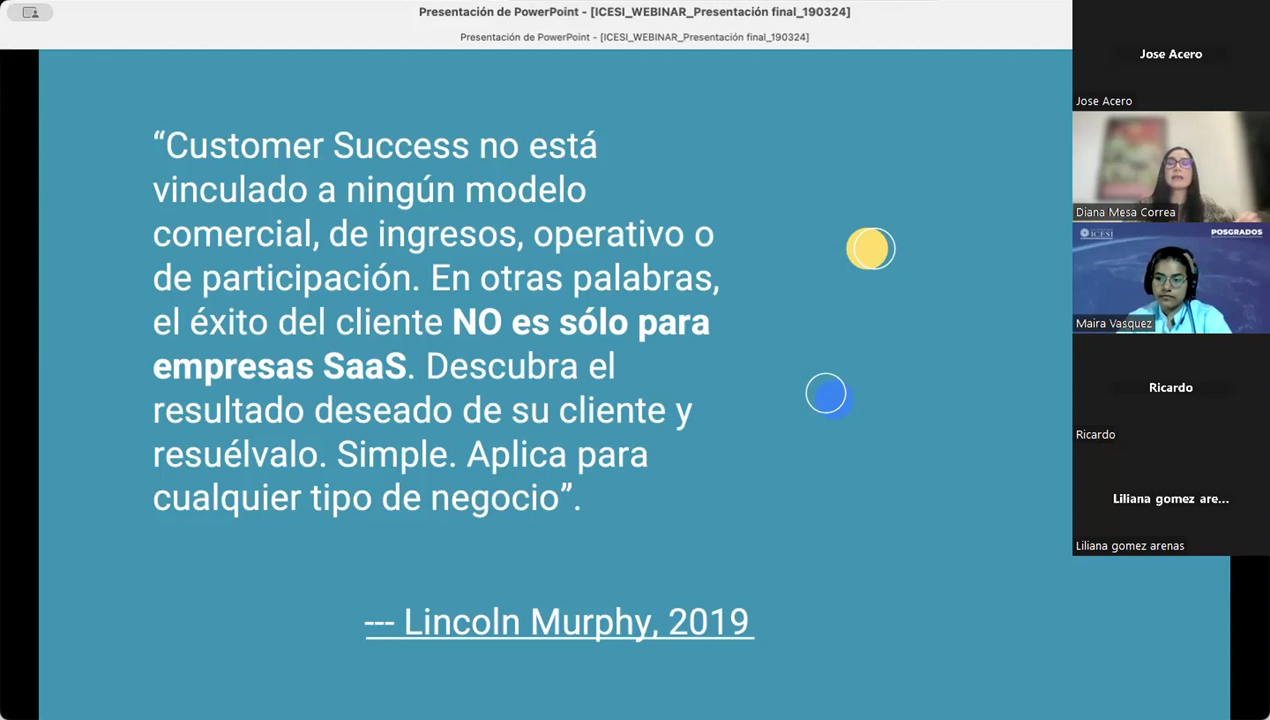 Presentación de PowerPoint - [ICESI_WEBINAR_Presentación final_190324]
Presentación de PowerPoint - [ICESI_WEBINAR_Presentación final_190324]
“Customer Success no está
vinculado a ningún modelo
comercial, de ingresos, operativo o
de participación. En otras palabras,
el éxito del cliente NO es sólo para
empresas SaaS. Descubra el
resultado deseado de su cliente y
resuélvalo. Simple. Aplica para
cualquier tipo de negocio”.
--- Lincoln Murphy, 2019
Jose Acero
Jose Acero
Diana Mesa Correa
ICESI
POSGRADOS
Maira Vasquez
Ricardo
Ricardo
Liliana gomez are...
Liliana gomez arenas